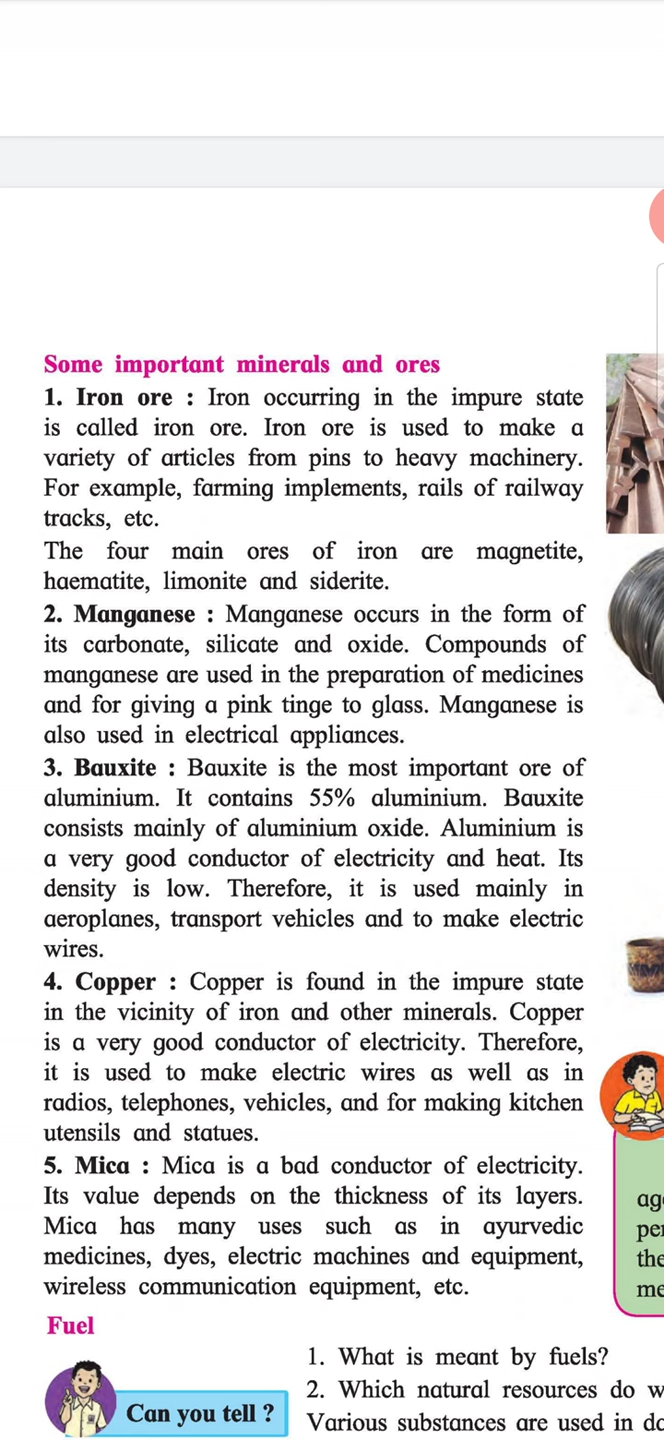 Some important minerals and ores
1. Iron ore : Iron occurring in the impure state
is called iron ore. Iron ore is used to make a
variety of articles from pins to heavy machinery.
For example, farming implements, rails of railway
tracks, etc.
The four main ores of iron are magnetite,
haematite, limonite and siderite.
2. Manganese : Manganese occurs in the form of
its carbonate, silicate and oxide. Compounds of
manganese are used in the preparation of medicines
and for giving a pink tinge to glass. Manganese is
also used in electrical appliances.
3. Bauxite : Bauxite is the most important ore of
aluminium. It contains 55% aluminium. Bauxite
consists mainly of aluminium oxide. Aluminium is
a very good conductor of electricity and heat. Its
density is low. Therefore, it is used mainly in
aeroplanes, transport vehicles and to make electric
wires.
4. Copper : Copper is found in the impure state
in the vicinity of iron and other minerals. Copper
is a very good conductor of electricity. Therefore,
it is used to make electric wires as well as in
radios, telephones, vehicles, and for making kitchen
utensils and statues.
5. Mica : Mica is a bad conductor of electricity.
Its value depends on the thickness of its layers.
Mica has many uses such as in ayurvedic
medicines, dyes, electric machines and equipment,
wireless communication equipment, etc.
Fuel
Can you tell ?
1. What is meant by fuels?
2. Which natural resources do
Various substances are used in
the